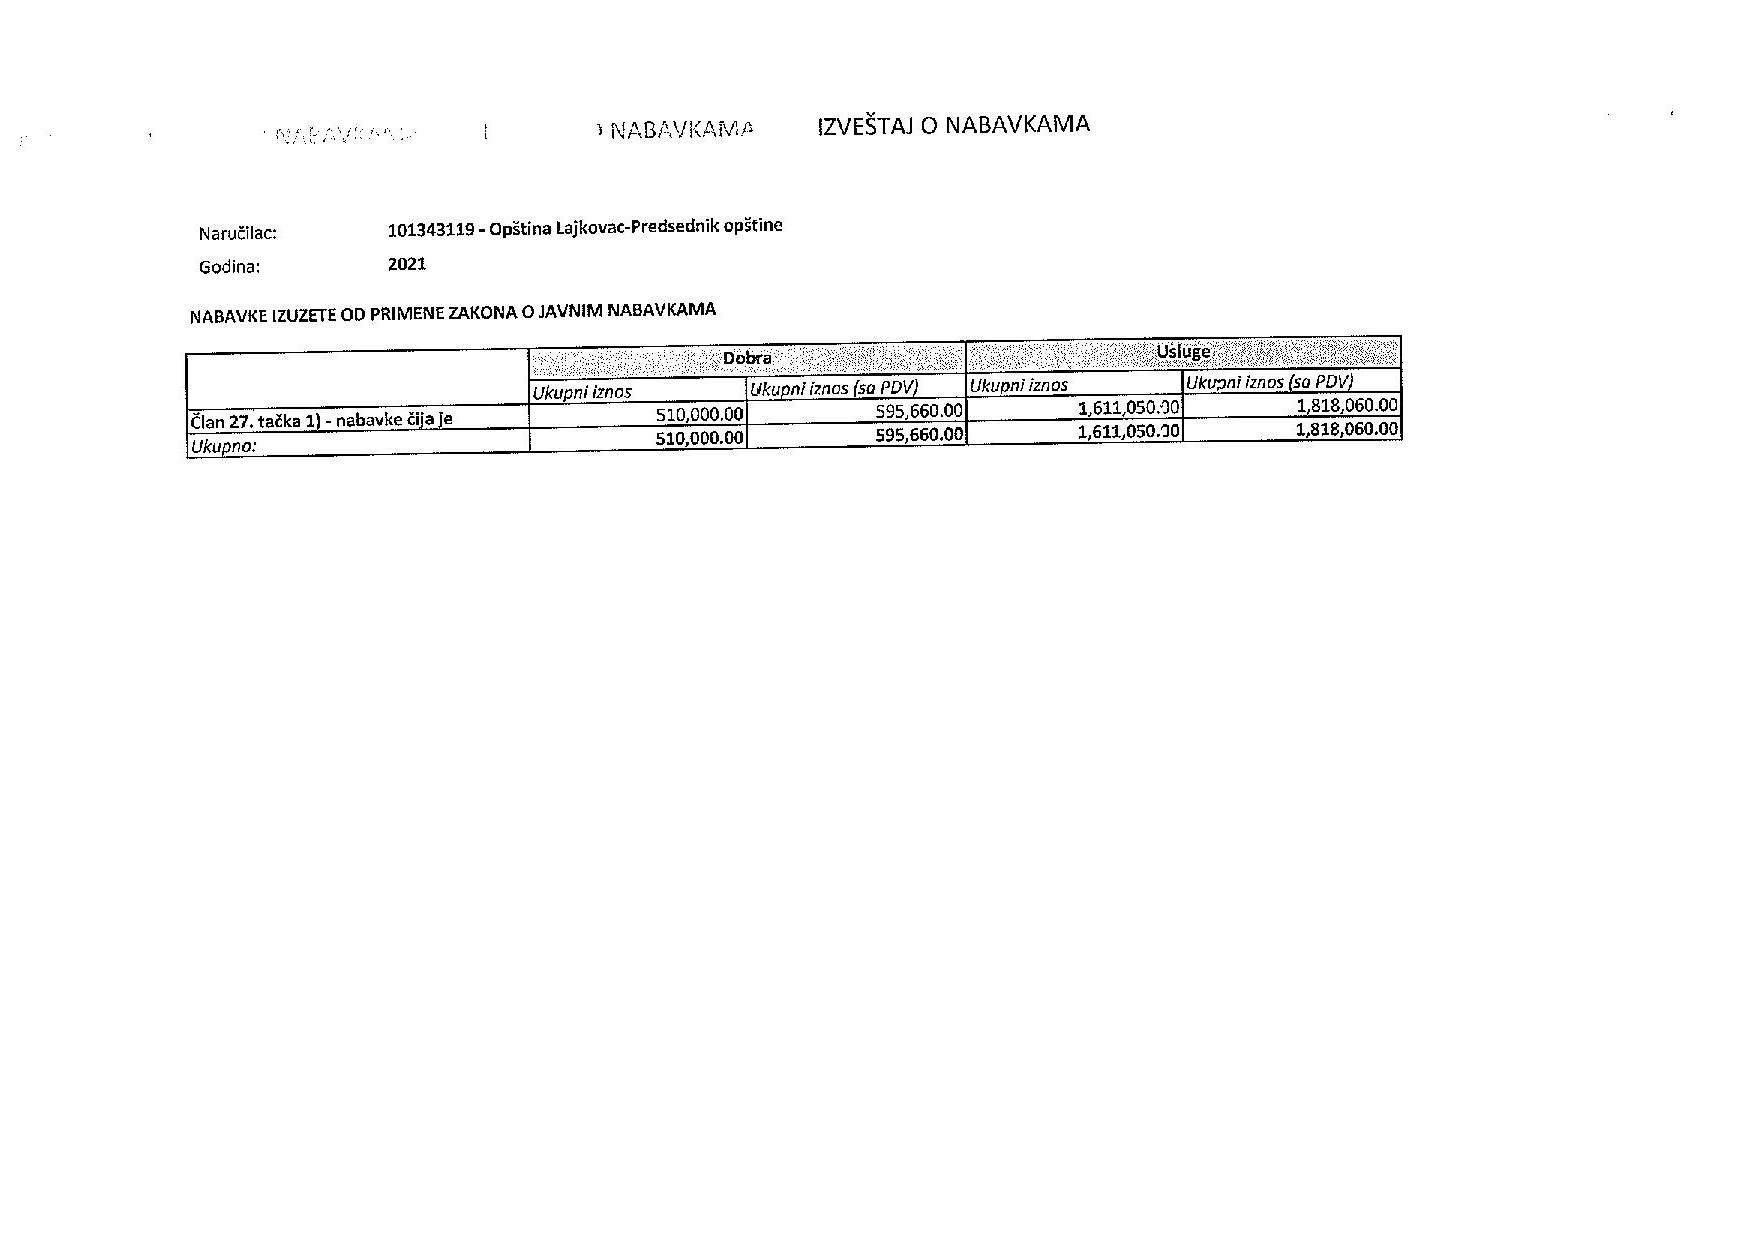 NABAVKAMA IZVEŠTAJ O NABAVKAMA
Naručilac: 101343119 - Opština Lajkovac-Predsednik opštine
Godina: 2021
NABAVKE IZUZETE OD PRIMENE ZAKONA O JAVNIM NABAVKAMA
Dobra Usluge
Ukupni iznos Ukupni iznos (sa PDV) Ukupni iznos Ukupni iznos (sa PDV)
Član 27. tačka 1) - nabavke čija je 510,000.00 595,660.00 1,611,050.00 1,818,060.00
Ukupno: 510,000.00 595,660.00 1,611,050.00 1,818,060.00